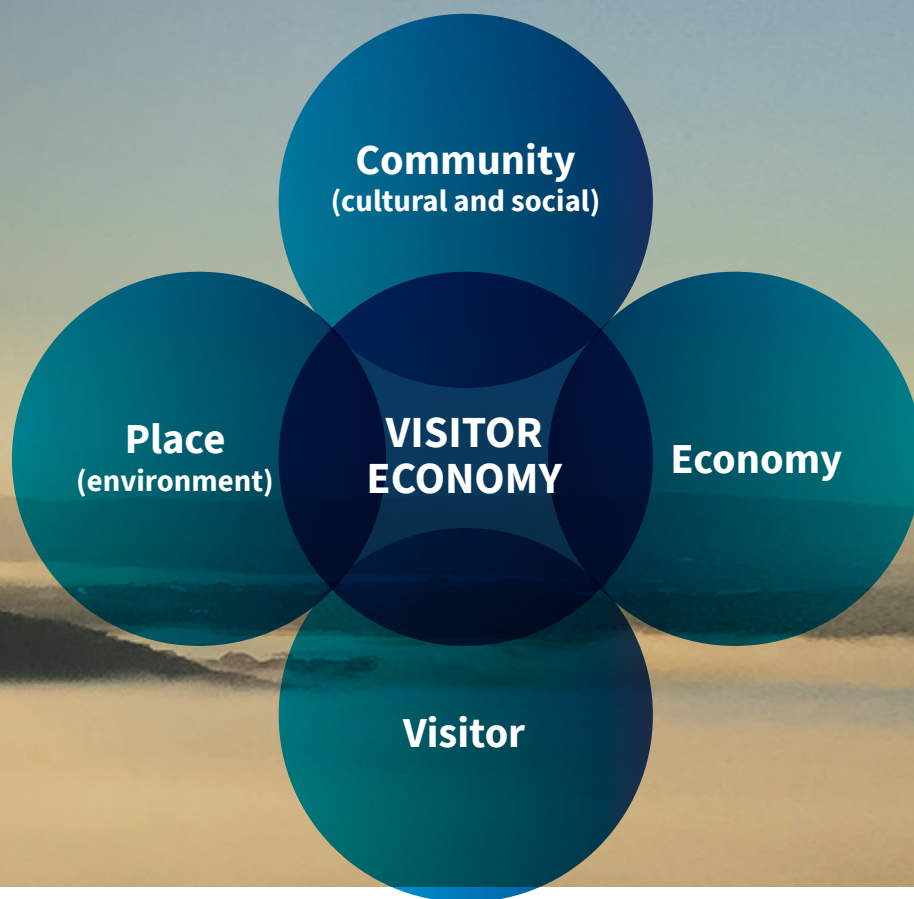 Community
(cultural and social)
Place
(environment)
VISITOR
ECONOMY
Economy
Visitor